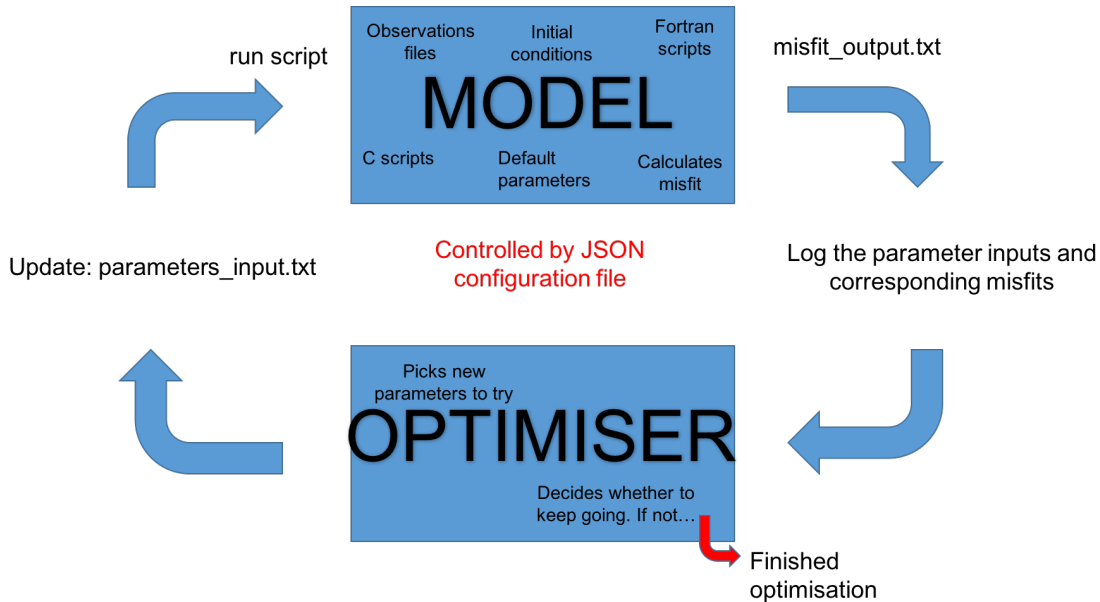 run script
Observations
files
Initial
conditions
Fortran
scripts
MODEL
C scripts
Default
parameters
Calculates
misfit
misfit_output.txt
Update: parameters_input.txt
Controlled by JSON
configuration file
Log the parameter inputs and
corresponding misfits
Picks new
parameters to try
OPTIMISER
Decides whether to
keep going. If not…
Finished
optimisation